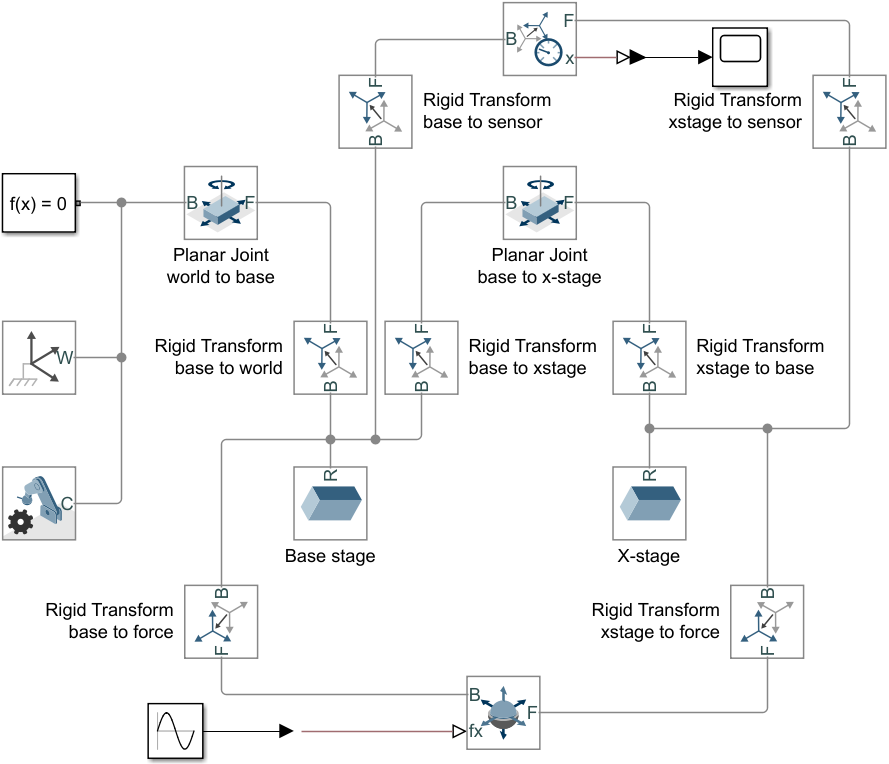 F
B
x
F
Rigid Transform
base to sensor
B
Rigid Transform
xstage to sensor
F
B
f(x) = 0
B
F
Planar Joint
world to base
B
F
Planar Joint
base to x-stage
W
Rigid Transform
base to world
F
B
F
B
Rigid Transform
base to xstage
F
B
Rigid Transform
xstage to base
C
R
Base stage
R
X-stage
Rigid Transform
base to force
B
F
Rigid Transform
xstage to force
B
F
B
F
fx